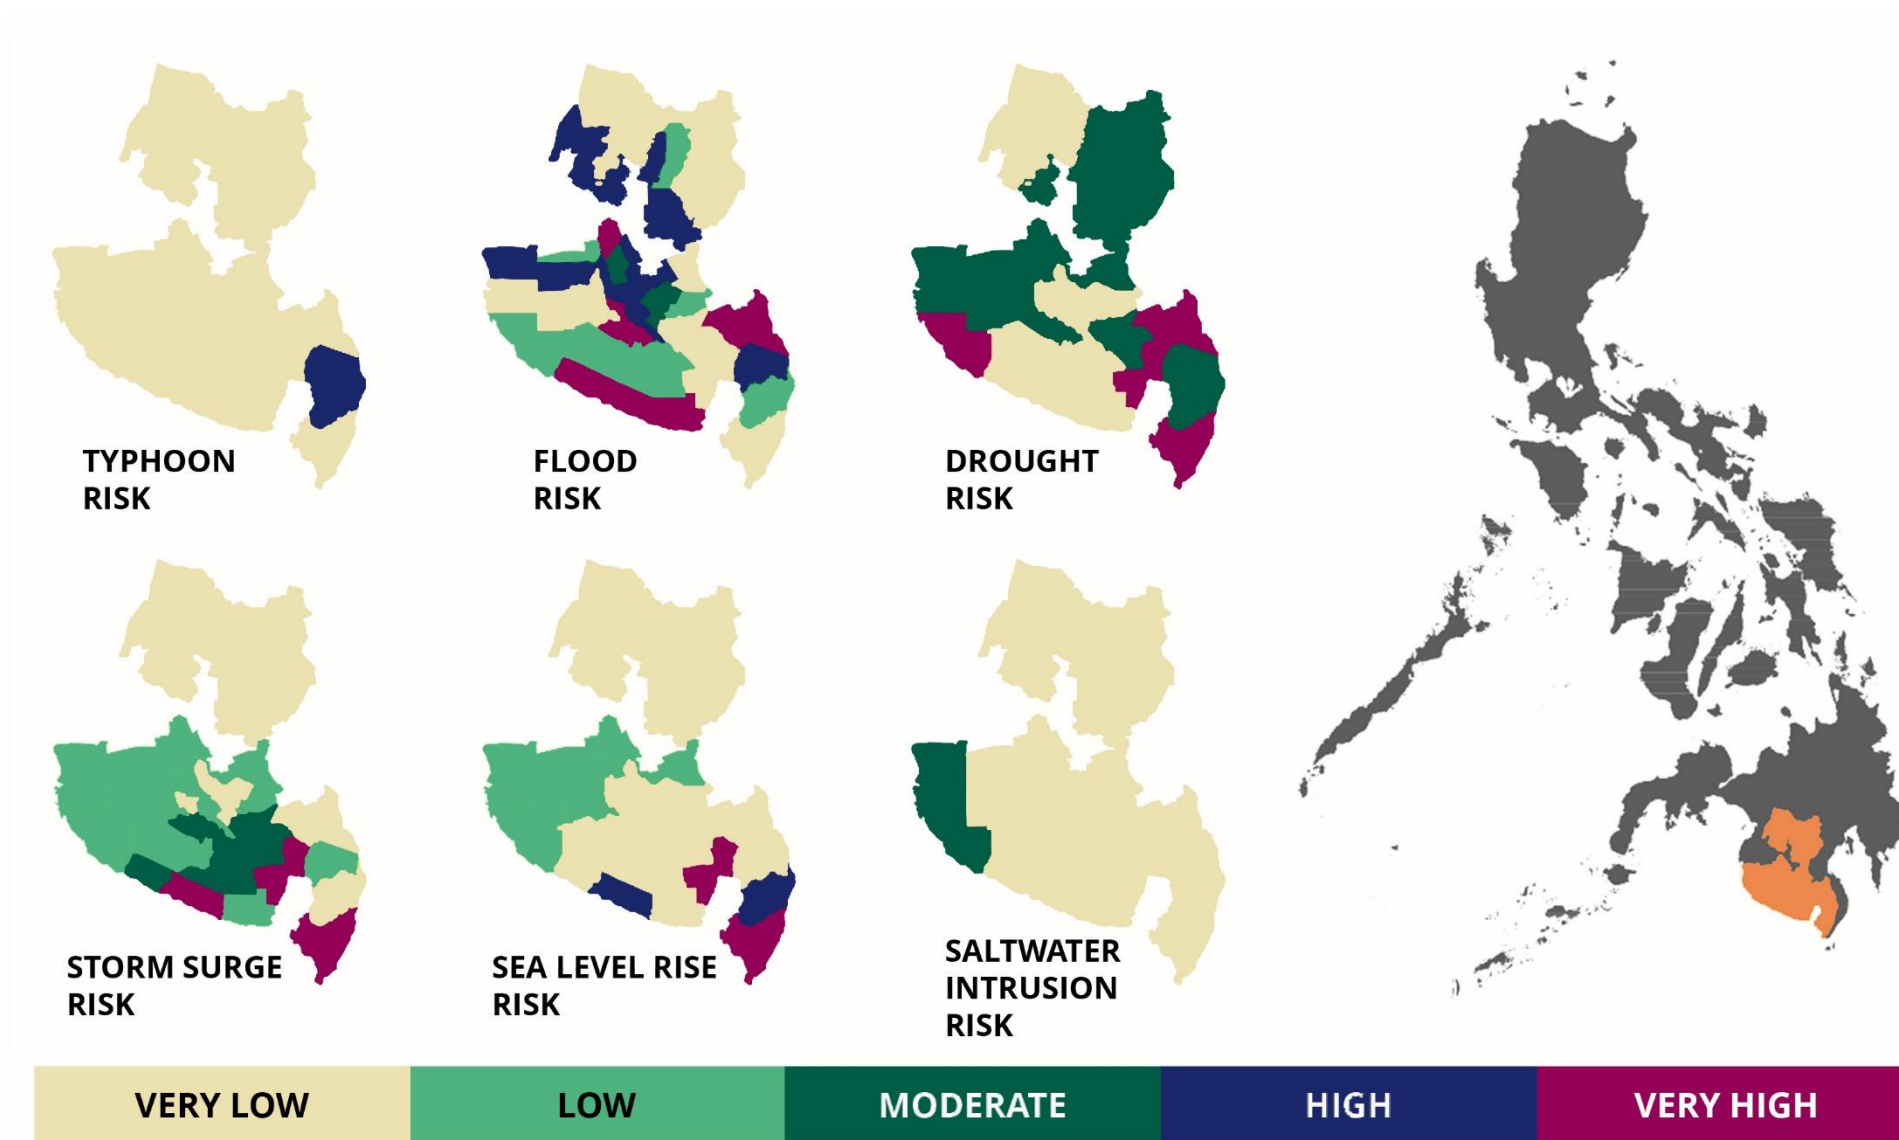 TYPHOON
RISK
FLOOD
RISK
DROUGHT
RISK
STORM SURGE
RISK
SEA LEVEL RISE
RISK
SALTWATER
INTRUSION
RISK
VERY LOW
LOW
MODERATE
HIGH
VERY HIGH